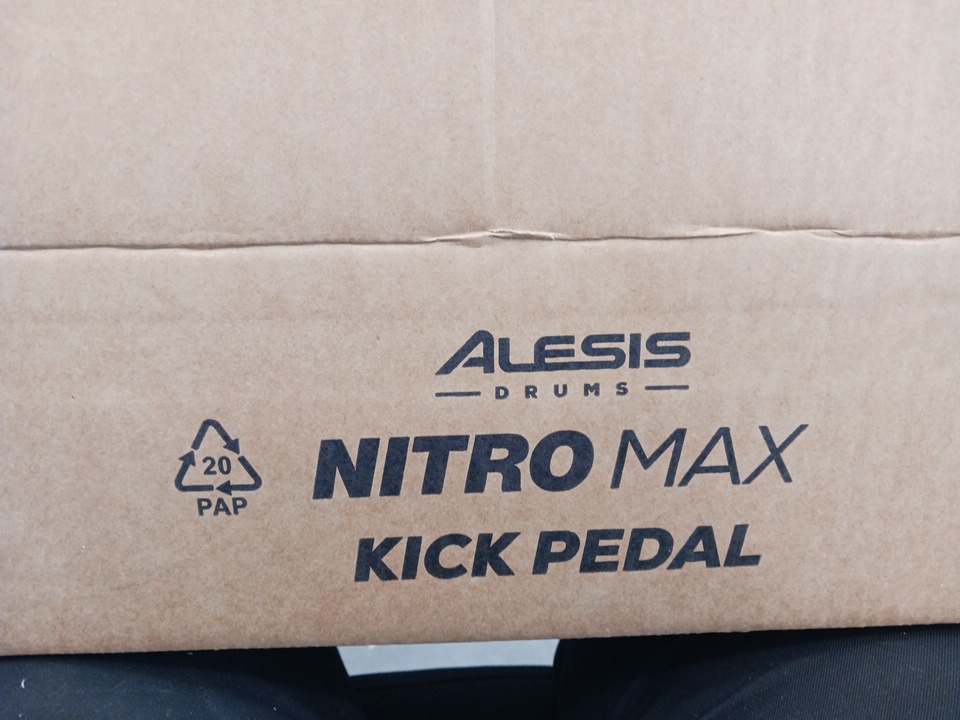 ALESIS
DRUMS
NITRO MAX
KICK PEDAL
20
PAP